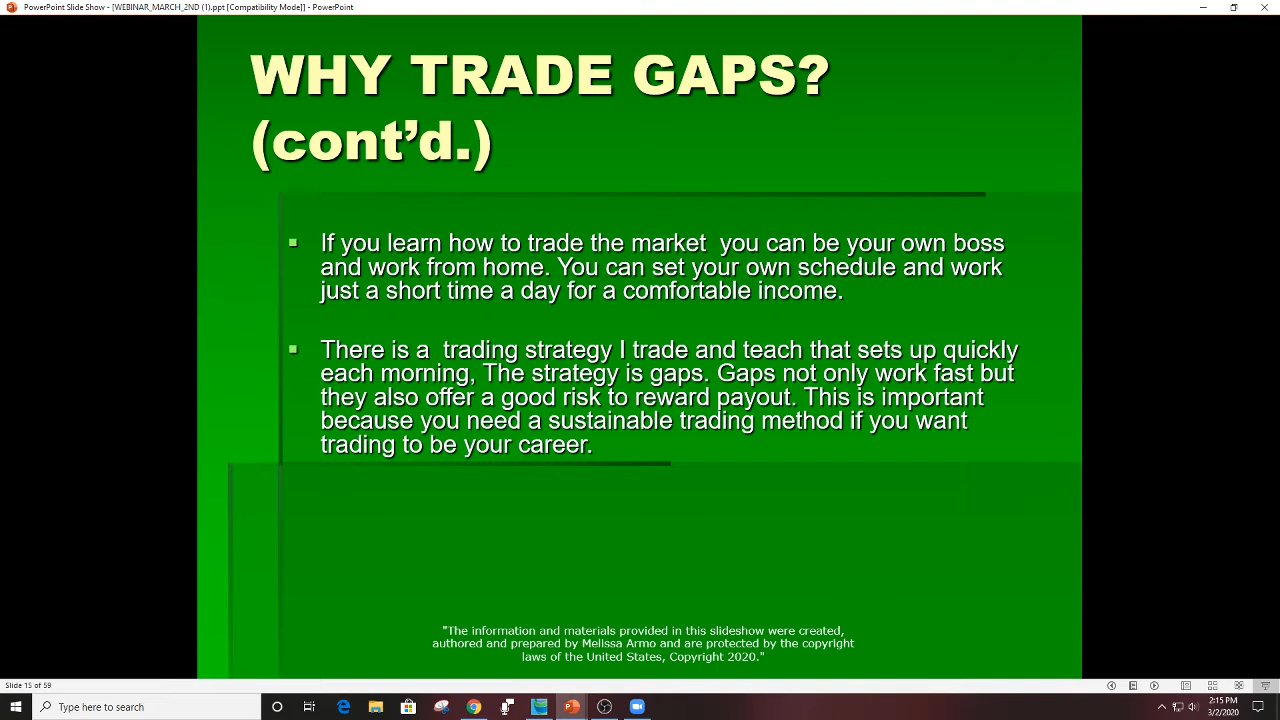 PowerPoint Slide Show - [WEBINAR_MARCH_2ND (1).ppt [Compatibility Mode]] - PowerPoint
WHY TRADE GAPS?
(cont’d.)
If you learn how to trade the market  you can be your own boss
and work from home. You can set your own schedule and work
just a short time a day for a comfortable income.
There is a  trading strategy I trade and teach that sets up quickly
each morning, The strategy is gaps. Gaps not only work fast but
they also offer a good risk to reward payout. This is important
because you need a sustainable trading method if you want
trading to be your career.
"The information and materials provided in this slideshow were created,
authored and prepared by Melissa Armo and are protected by the copyright
laws of the United States, Copyright 2020."
Slide 15 of 59
Type here to search
2:15 PM
3/2/2020